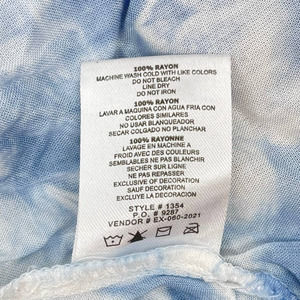 100% RAYON
MACHINE WASH COLD WITH LIKE COLORS
DO NOT BLEACH
LINE DRY
DO NOT IRON
100% RAYON
LAVAR A MAQUINA CON AGUA FRIA CON
COLORES SIMILARES
NO USAR BLANQUEADOR
SECAR COLGADO NO PLANCHAR
100% RAYONNE
LAVAGE EN MACHINE A
FROID AVEC DES COULEURS
SEMBLABLES NE PAS BLANCHIR
SECHER SUR LIGNE
NE PAS REPASSER
EXCLUSIVE OF DECORATION
SAUF DECORATION
EXCLUYE DECORATION
STYLE # 1354
P.O. # 9287
VENDOR # EX-060-2021